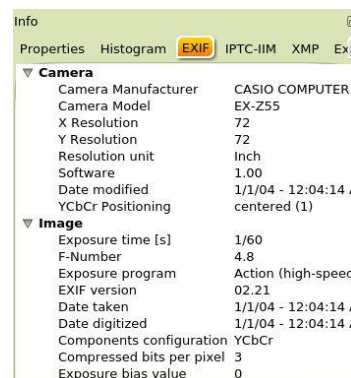 Info
Properties Histogram EXIF IPTC-IIM XMP
Camera
Camera Manufacturer CASIO COMPUTER
Camera Model EX-Z55
X Resolution 72
Y Resolution 72
Resolution unit Inch
Software 1.00
Date modified 1/1/04 - 12:04:14
YCbCr Positioning centered (1)
Image
Exposure time [s] 1/60
F-Number 4.8
Exposure program Action (high-speed
EXIF version 02.21
Date taken 1/1/04 - 12:04:14
Date digitized 1/1/04 - 12:04:14
Components configuration YCbCr
Compressed bits per pixel 3
Exposure bias value 0